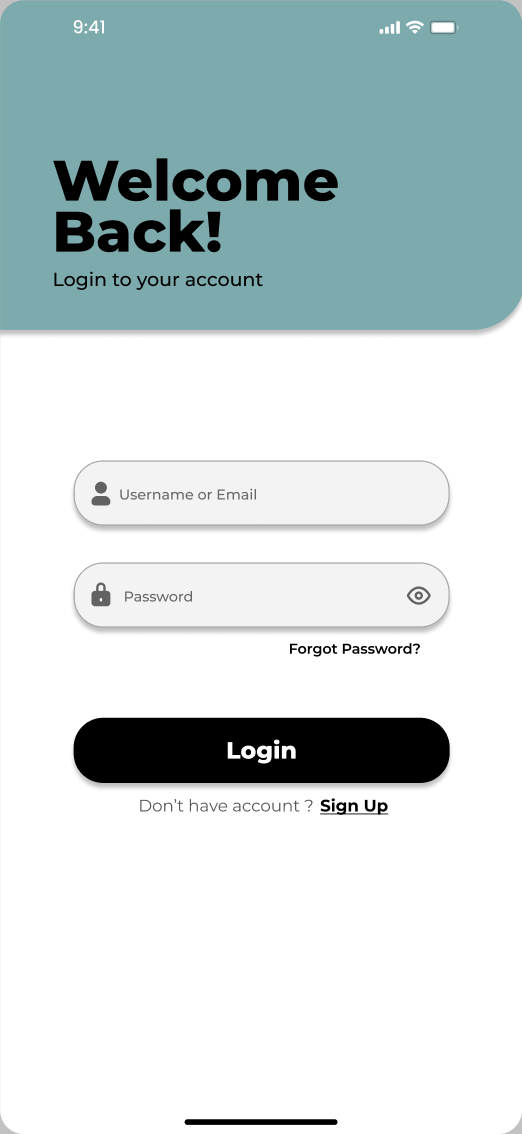 9:41
Welcome
Back!
Login to your account
Username or Email
Password
Forgot Password?
Login
Don't have account ? Sign Up